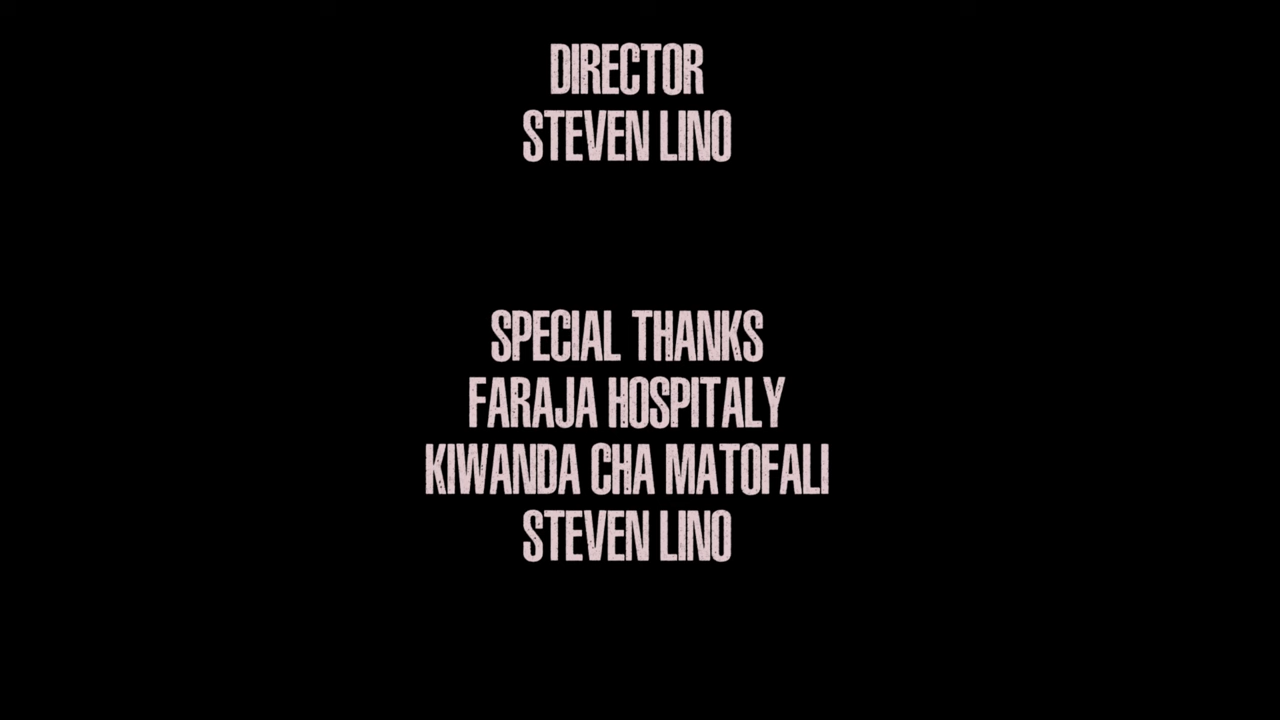 DIRECTOR
STEVEN LINO
SPECIAL THANKS
FARAJA HOSPITALY
KIWANDA CHA MATOFALI
STEVEN LINO